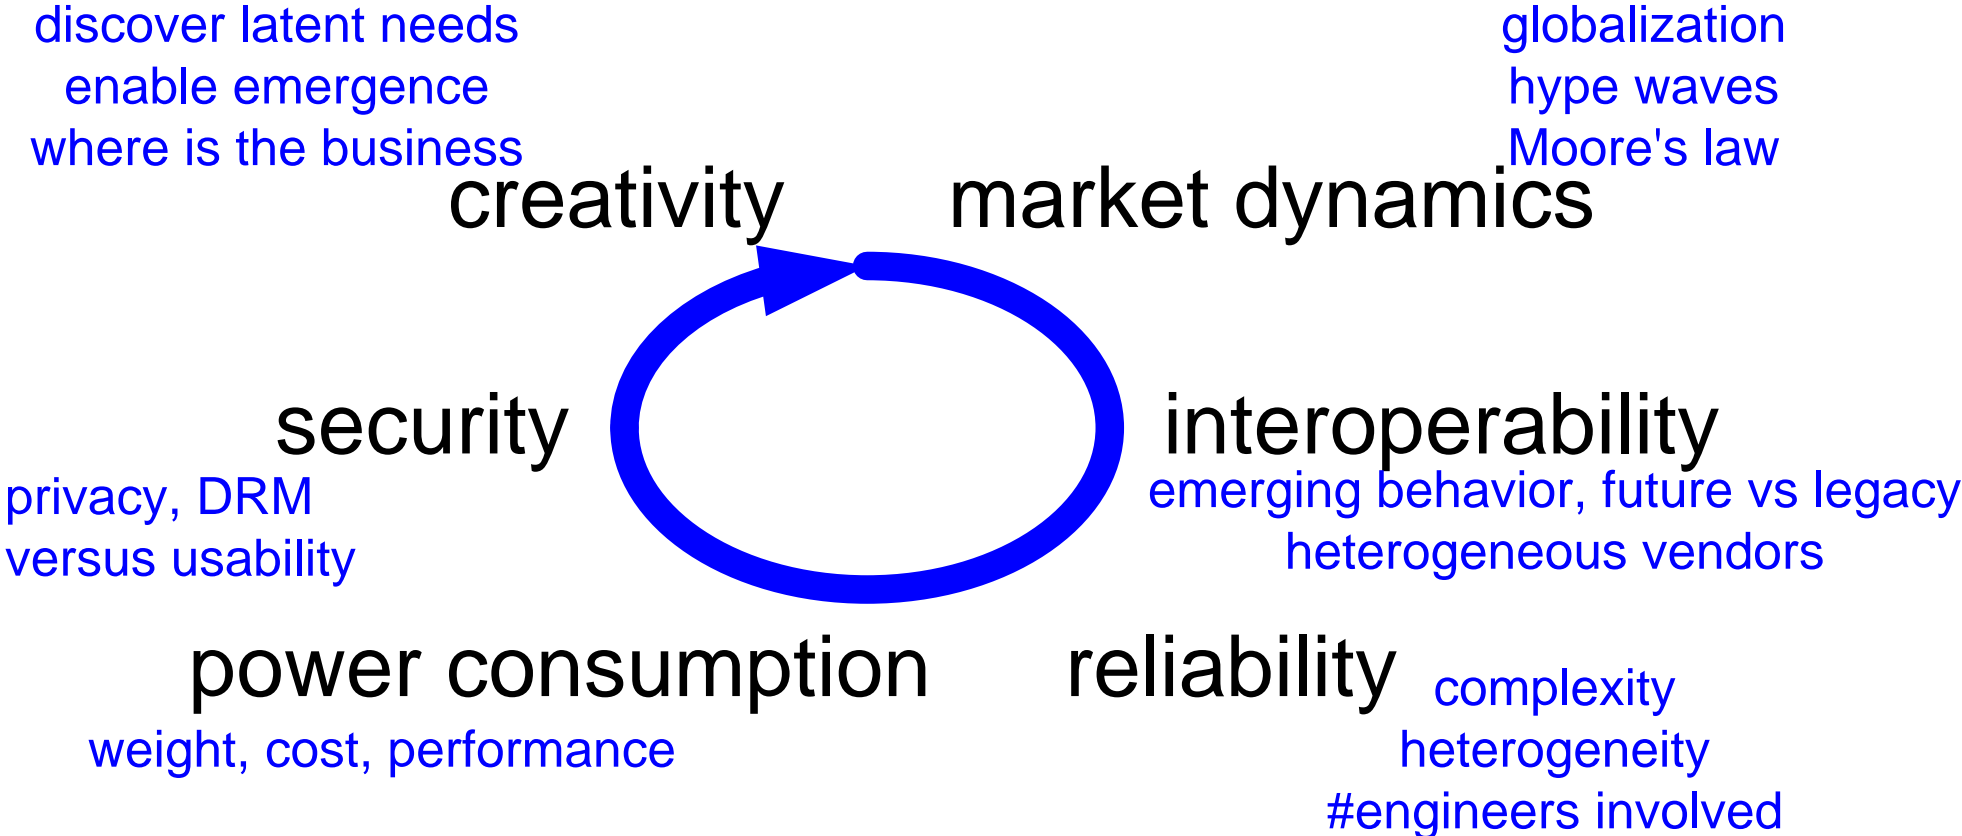 discover latent needs
enable emergence
where is the business
creativity
globalization
hype waves
Moore's law
market dynamics
security
privacy, DRM
versus usability
interoperability
emerging behavior, future vs legacy
heterogeneous vendors
power consumption
weight, cost, performance
reliability
complexity
heterogeneity
#engineers involved